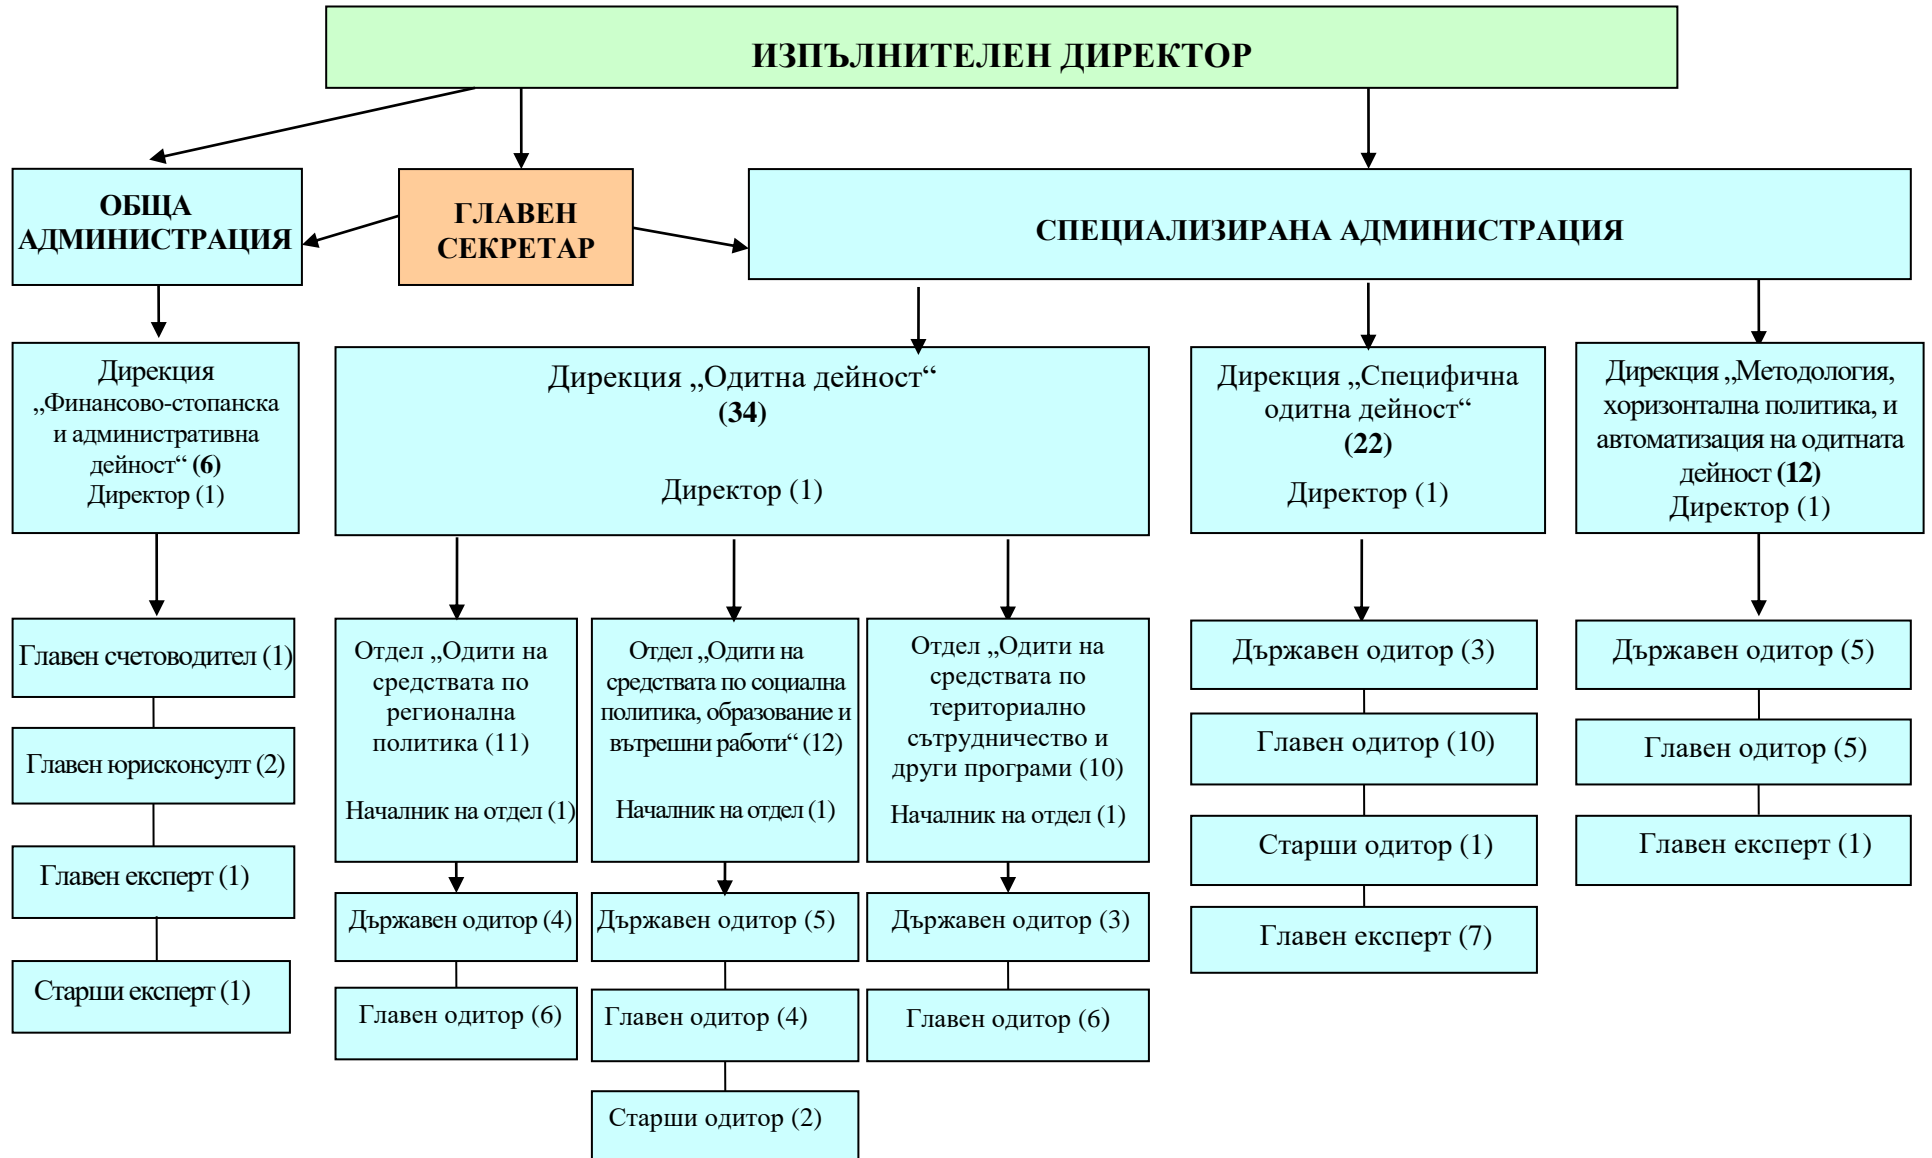 ИЗПЪЛНИТЕЛЕН ДИРЕКТОР
ОБЩА
АДМИНИСТРАЦИЯ
ГЛАВЕН
СЕКРЕТАР
СПЕЦИАЛИЗИРАНА АДМИНИСТРАЦИЯ
Дирекция
„Финансово-стопанска
и административна
дейност“ (6)
Директор (1)
Дирекция „Одитна дейност“
(34)
Директор (1)
Дирекция „Специфична
одитна дейност“
(22)
Директор (1)
Дирекция „Методология,
хоризонтална политика, и
автоматизация на одитната
дейност (12)
Директор (1)
Главен счетоводител (1)
Главен юрисконсулт (2)
Главен експерт (1)
Старши експерт (1)
Отдел „Одити на
средствата по
регионална
политика (11)
Началник на отдел (1)
Държавен одитор (4)
Главен одитор (6)
Отдел „Одити на
средствата по социална
политика, образование и
вътрешни работи“ (12)
Началник на отдел (1)
Държавен одитор (5)
Главен одитор (4)
Старши одитор (2)
Отдел „Одити на
средствата по
териториално
сътрудничество и
други програми (10)
Началник на отдел (1)
Държавен одитор (3)
Главен одитор (6)
Държавен одитор (3)
Главен одитор (10)
Старши одитор (1)
Главен експерт (7)
Държавен одитор (5)
Главен одитор (5)
Главен експерт (1)